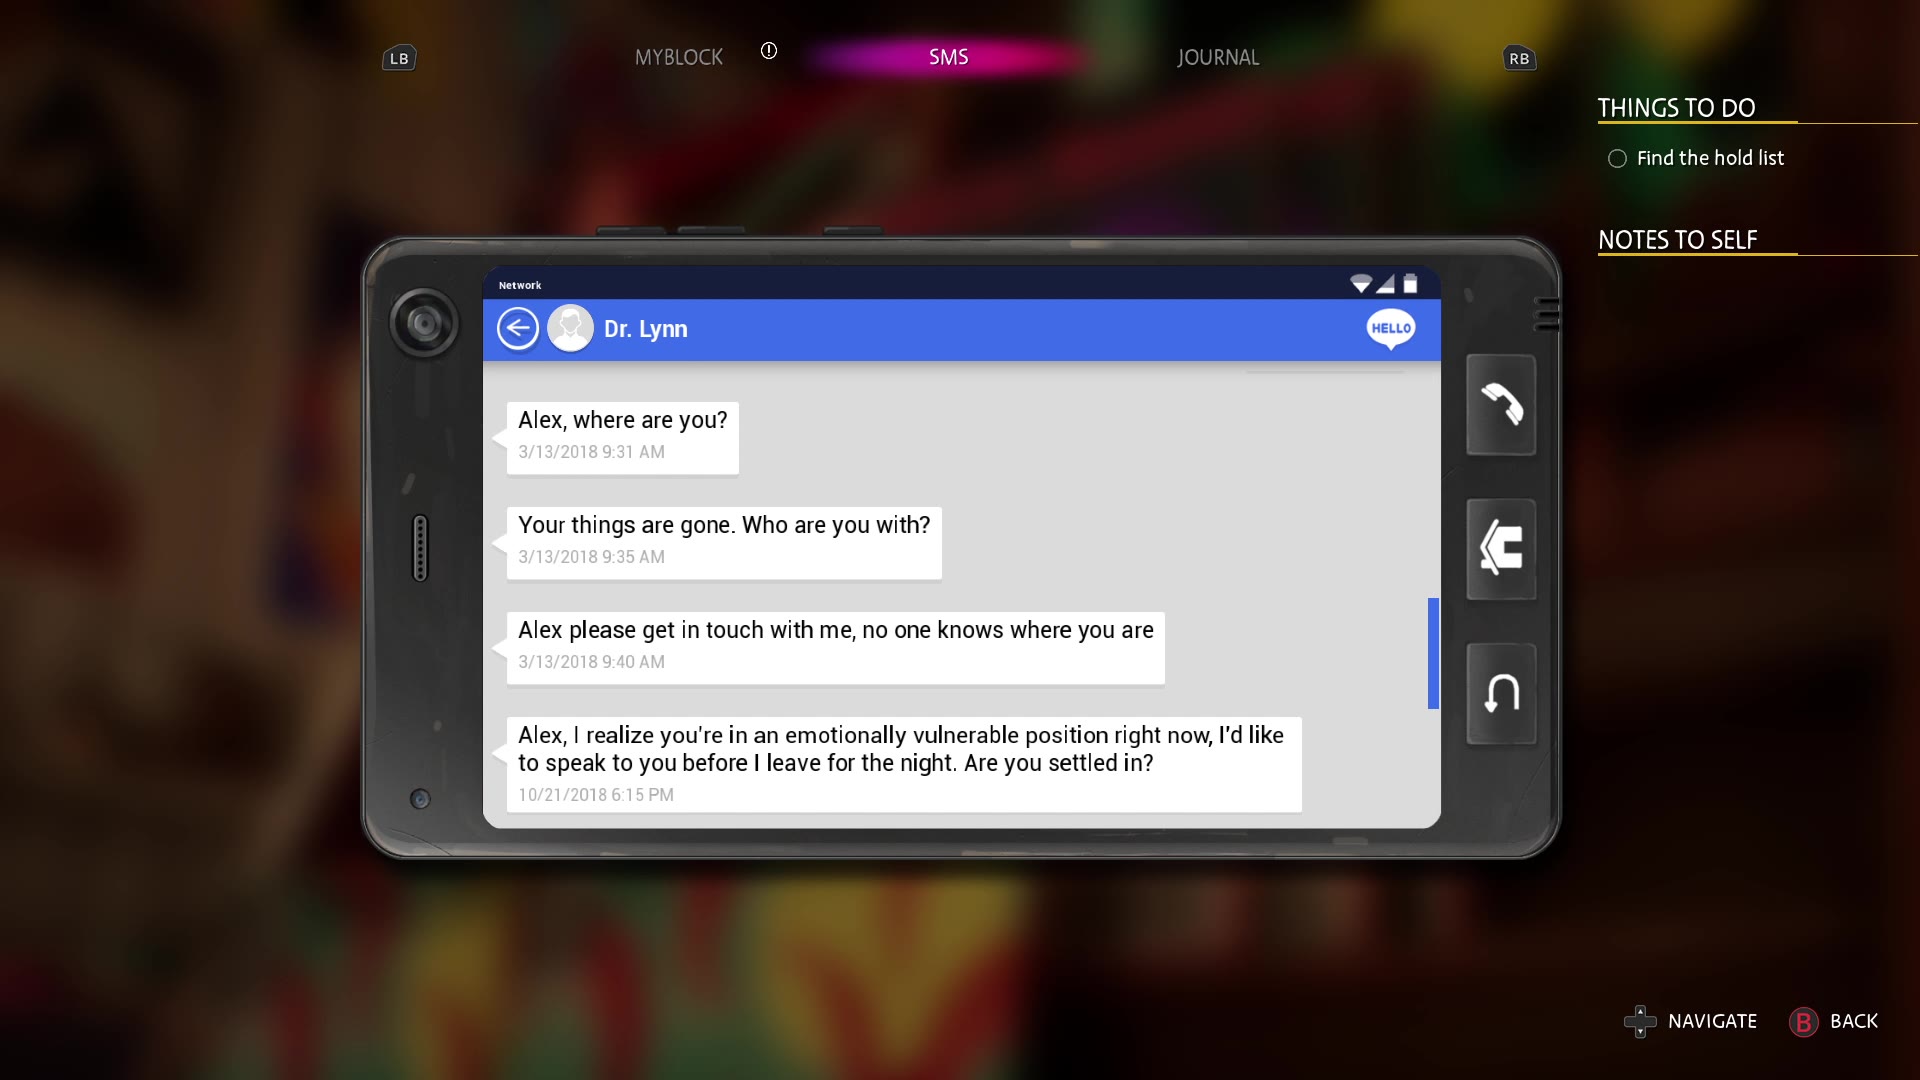 LB
MYBLOCK
SMS
JOURNAL
RB
THINGS TO DO
Find the hold list
NOTES TO SELF
Network
Dr. Lynn
HELLO
Alex, where are you?
3/13/2018 9:31 AM
Your things are gone. Who are you with?
3/13/2018 9:35 AM
Alex please get in touch with me, no one knows where you are
3/13/2018 9:40 AM
Alex, I realize you're in an emotionally vulnerable position right now, I'd like
to speak to you before I leave for the night. Are you settled in?
10/21/2018 6:15 PM
NAVIGATE
B BACK